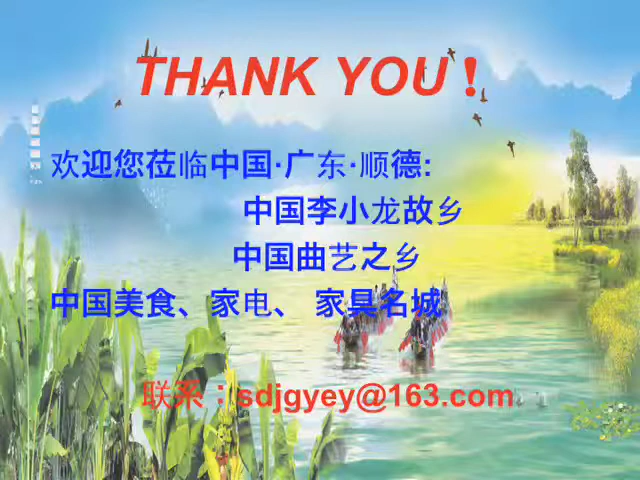 THANK YOU！
欢迎您莅临中国·广东·顺德:
中国李小龙故乡
中国曲艺之乡
中国美食、家电、 家具名城
联系：sdjgyey@163.com